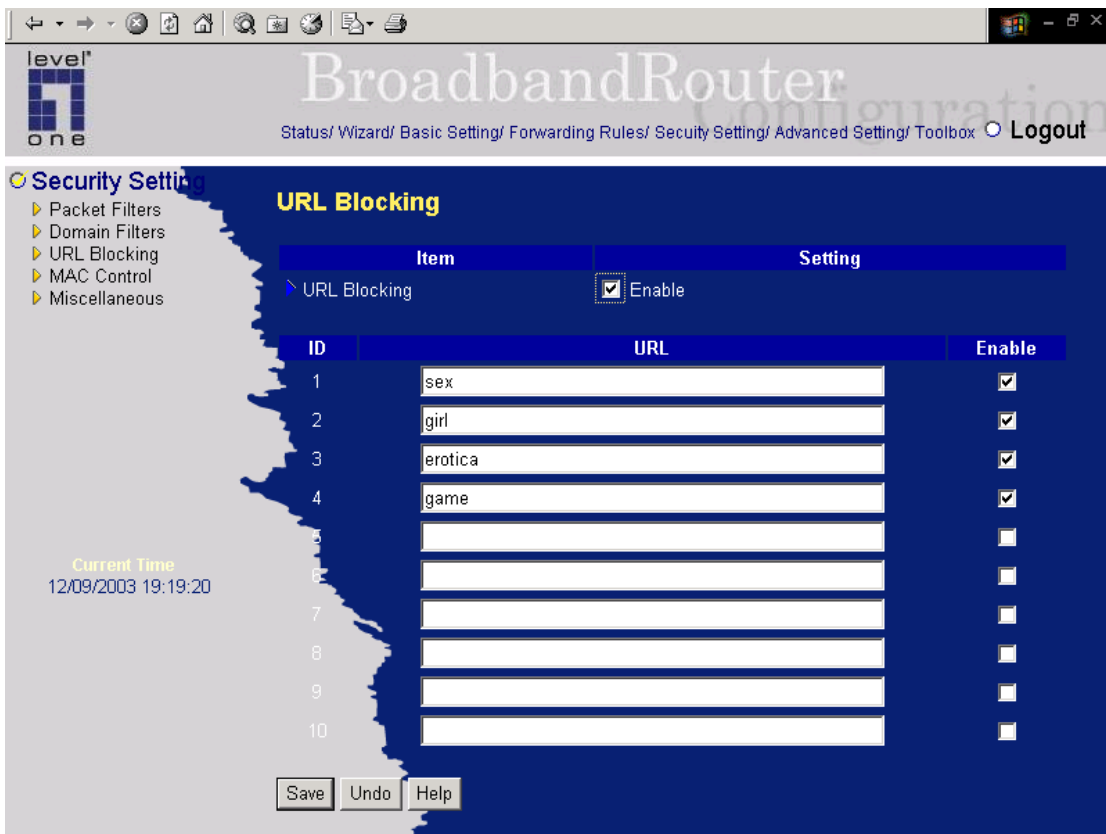 level*
one
BroadbandRouter
Configuration
Status/ Wizard/ Basic Setting/ Forwarding Rules/ Secuity Setting/ Advanced Setting/ Toolbox Logout
Security Setting
Packet Filters
Domain Filters
URL Blocking
MAC Control
Miscellaneous
Current Time
12/09/2003 19:19:20
URL Blocking
Item Setting
URL Blocking Enable
ID URL Enable
1 sex
2 girl
3 erotica
4 game
5
6
7
8
9
10
Save Undo Help